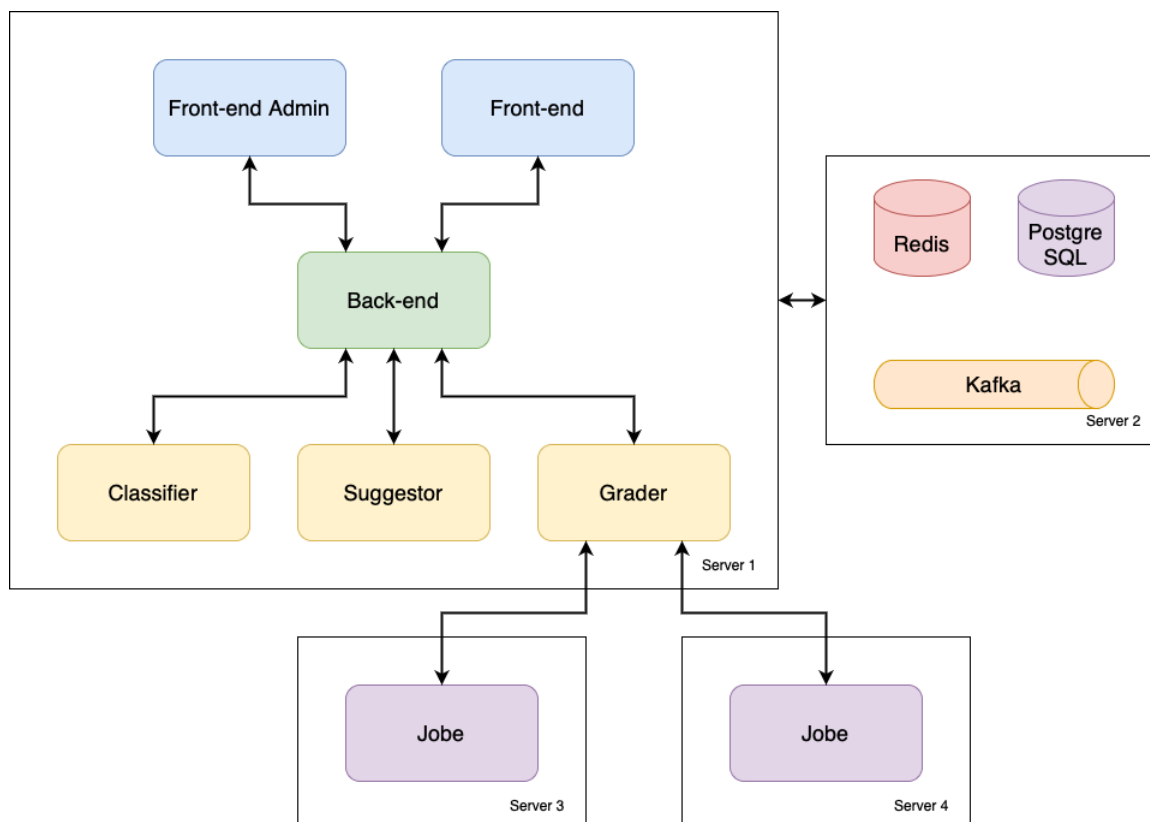 Front-end Admin
Front-end
Redis
Postgre
SQL
Back-end
Kafka
Server 2
Classifier
Suggestor
Grader
Server 1
Jobe
Jobe
Server 3
Server 4